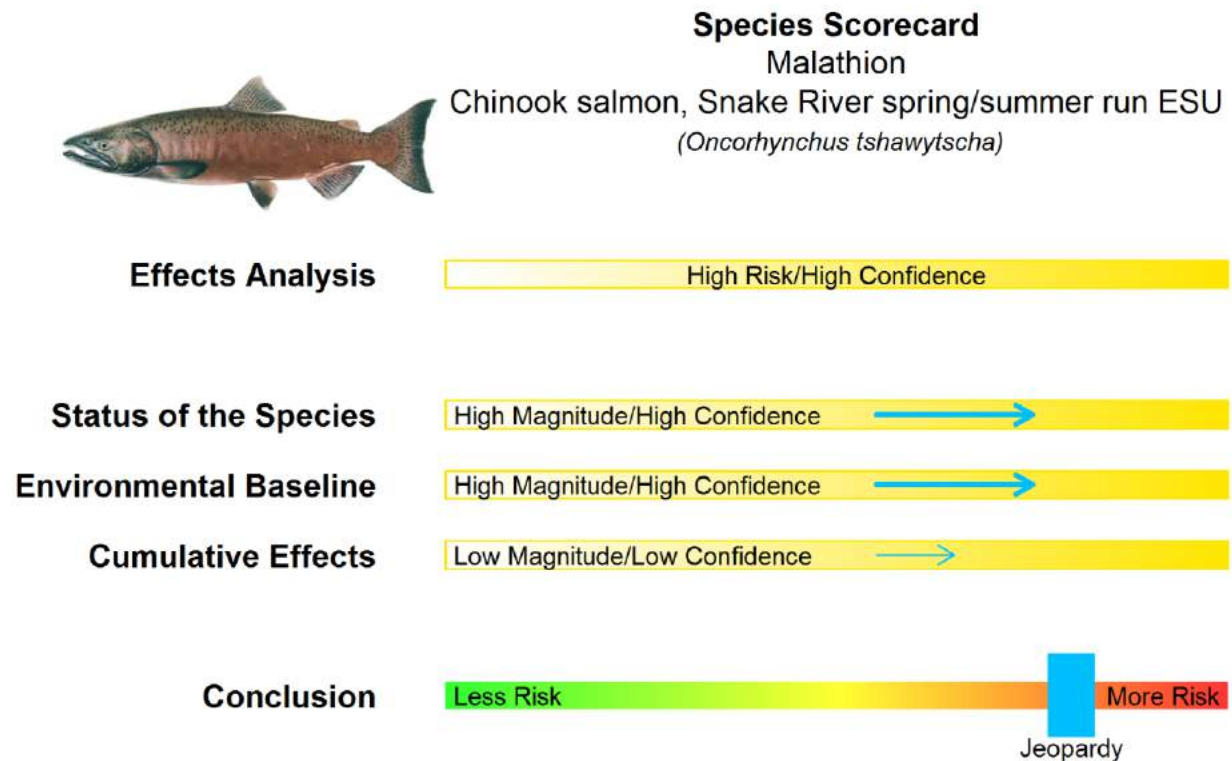 Species Scorecard
Malathion
Chinook salmon, Snake River spring/summer run ESU
(Oncorhynchus tshawytscha)
Effects Analysis
High Risk/High Confidence
Status of the Species
High Magnitude/High Confidence
Environmental Baseline
High Magnitude/High Confidence
Cumulative Effects
Low Magnitude/Low Confidence
Conclusion
Less Risk
More Risk
Jeopardy